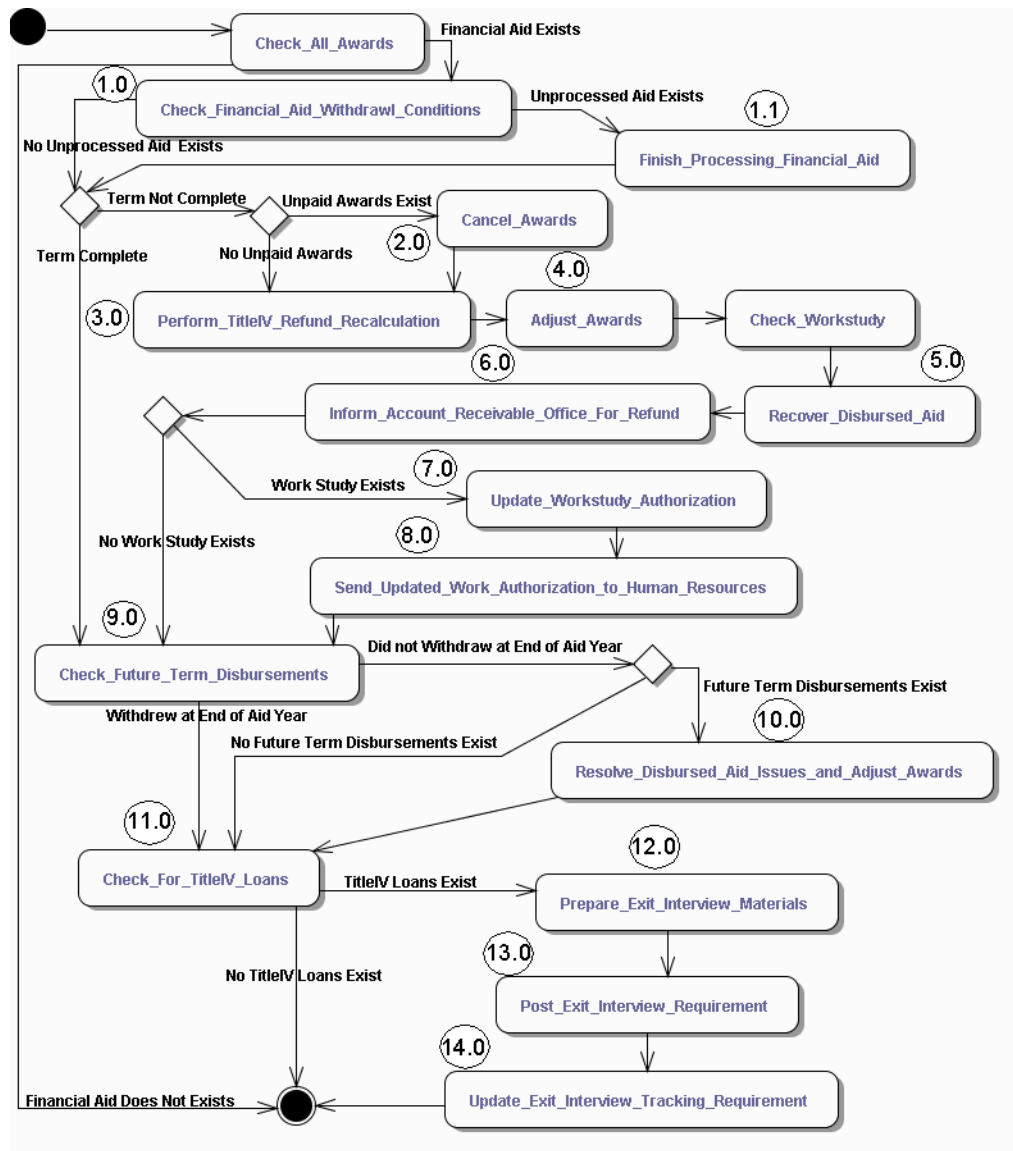 Check_All_Awards
Financial Aid Exists
1.0
Check_Financial_Aid_Withdrawl_Conditions
Unprocessed Aid Exists
1.1
No Unprocessed Aid Exists
Finish_Processing_Financial_Aid
Term Not Complete
Unpaid Awards Exist
Cancel_Awards
2.0
Term Complete
No Unpaid Awards
4.0
3.0
Perform_TitleIV_Refund_Recalculation
Adjust_Awards
Check_Workstudy
6.0
5.0
Inform_Account_Receivable_Office_For_Refund
Recover_Disbursed_Aid
7.0
Work Study Exists
Update_Workstudy_Authorization
8.0
No Work Study Exists
Send_Updated_Work_Authorization_to_Human_Resources
9.0
Did not Withdraw at End of Aid Year
Check_Future_Term_Disbursements
Future Term Disbursements Exist
Withdrew at End of Aid Year
10.0
No Future Term Disbursements Exist
Resolve_Disbursed_Aid_Issues_and_Adjust_Awards
11.0
12.0
Check_For_TitleIV_Loans
TitleIV Loans Exist
Prepare_Exit_Interview_Materials
13.0
No TitleIV Loans Exist
Post_Exit_Interview_Requirement
14.0
Financial Aid Does Not Exists
Update_Exit_Interview_Tracking_Requirement